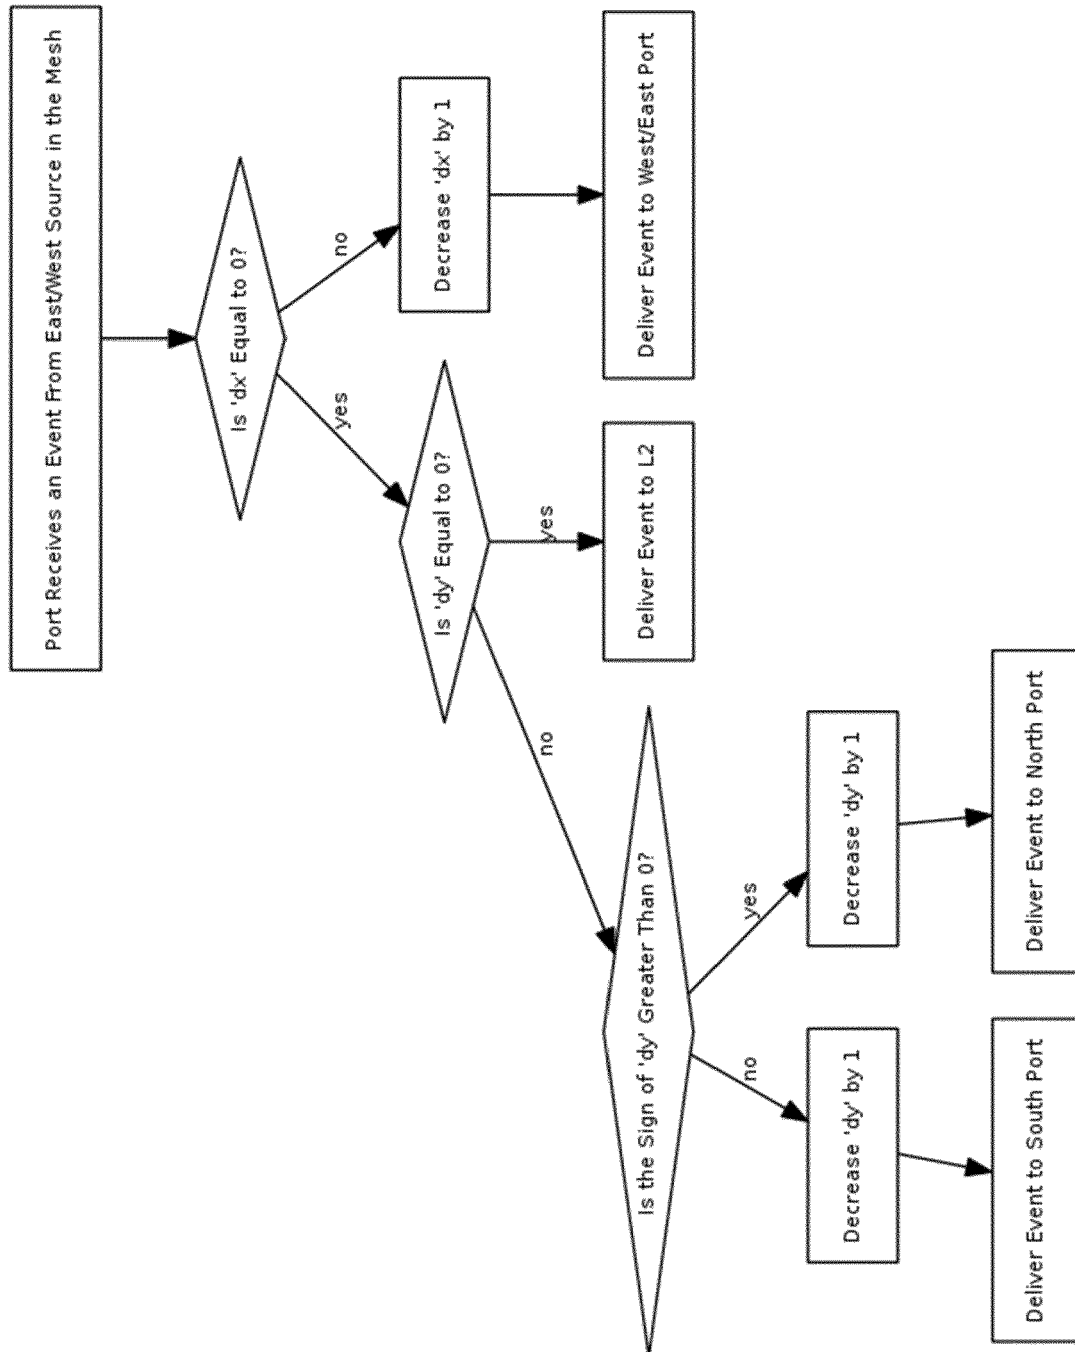 Port Receives an Event From East/West Source in the Mesh
Is 'dx' Equal to 0?
yes
no
Is 'dy' Equal to 0?
Decrease 'dx' by 1
no
yes
Is the Sign of 'dy' Greater Than 0?
Deliver Event to L2
Deliver Event to West/East Port
no
yes
Decrease 'dy' by 1
Decrease 'dy' by 1
Deliver Event to South Port
Deliver Event to North Port